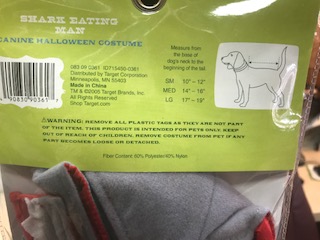 SHARK EATING
MAN
CANINE HALLOWEEN COSTUME
083 09 0361 ID715450-0361
Distributed by Target Corporation
Minneapolis, MN 55403
Made in China
TM & ©2005 Target Brands, Inc.
All Rights Reserved
Shop Target.com
Measure from
the base of
dog's neck to the
beginning of the
tail.
SM 10" – 12"
MED 14" – 16"
LG 17" – 19"
⚠WARNING: REMOVE ALL PLASTIC TAGS AS THEY ARE NOT PART
OF THE ITEM. THIS PRODUCT IS INTENDED FOR PETS ONLY. KEEP
OUT OF REACH OF CHILDREN. REMOVE COSTUME FROM PET IF ANY
PART BECOMES LOOSE OR DETACHED.
Fiber Content: 60% Polyester/40% Nylon.